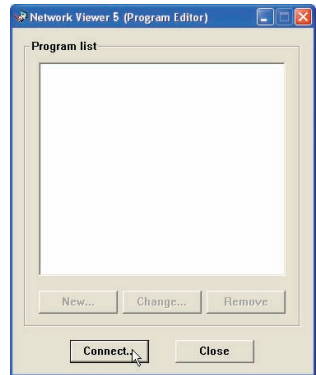 Network Viewer 5 (Program Editor)
Program list
New... Change... Remove
Connect... Close